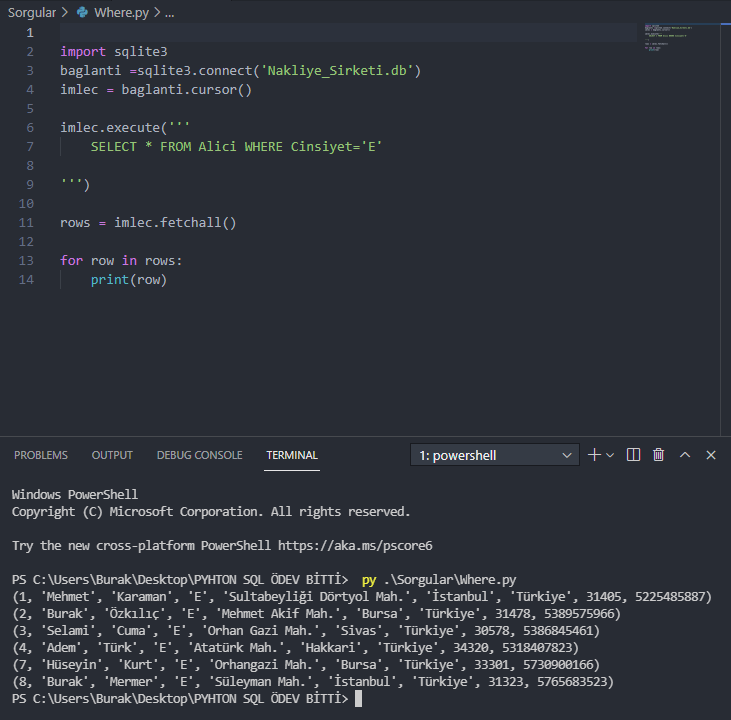 Sorgular > Where.py > ...
1
2 import sqlite3
3 baglanti =sqlite3.connect('Nakliye_Sirketi.db')
4 imlec = baglanti.cursor()
5
6 imlec.execute('''
7     SELECT * FROM Alici WHERE Cinsiyet='E'
8
9 ''')
10
11 rows = imlec.fetchall()
12
13 for row in rows:
14     print(row)
PROBLEMS OUTPUT DEBUG CONSOLE TERMINAL 1: powershell
Windows PowerShell
Copyright (C) Microsoft Corporation. All rights reserved.
Try the new cross-platform PowerShell https://aka.ms/pscore6
PS C:\Users\Burak\Desktop\PYHTON SQL ÖDEV BİTTİ> py .\Sorgular\Where.py
(1, 'Mehmet', 'Karaman', 'E', 'Sultabeyliği Dörtyol Mah.', 'İstanbul', 'Türkiye', 31405, 5225485887)
(2, 'Burak', 'Özkılıç', 'E', 'Mehmet Akif Mah.', 'Bursa', 'Türkiye', 31478, 5389575966)
(3, 'Selami', 'Cuma', 'E', 'Orhan Gazi Mah.', 'Sivas', 'Türkiye', 30578, 5386845461)
(4, 'Adem', 'Türk', 'E', 'Atatürk Mah.', 'Hakkari', 'Türkiye', 34320, 5318407823)
(7, 'Hüseyin', 'Kurt', 'E', 'Orhangazi Mah.', 'Bursa', 'Türkiye', 33301, 5730900166)
(8, 'Burak', 'Mermer', 'E', 'Süleyman Mah.', 'İstanbul', 'Türkiye', 31323, 5765683523)
PS C:\Users\Burak\Desktop\PYHTON SQL ÖDEV BİTTİ>